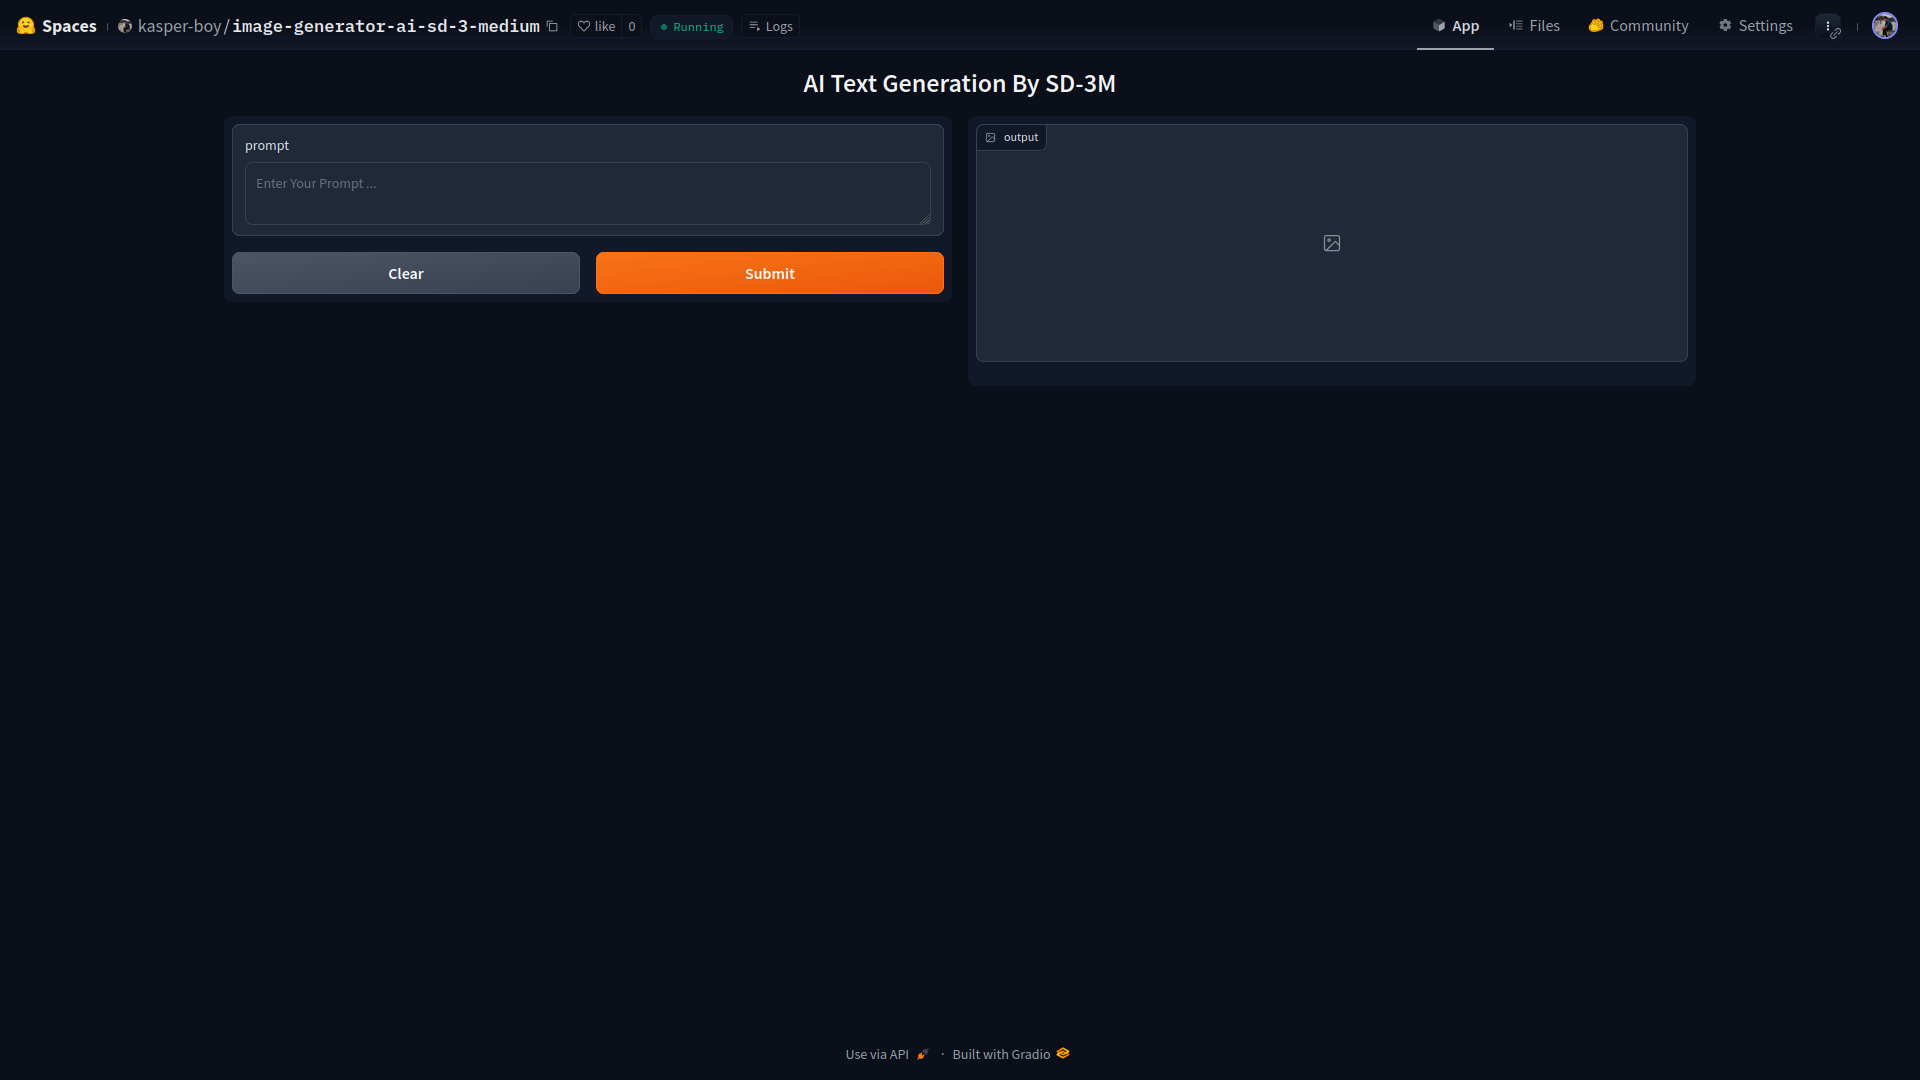 Spaces kasper-boy/image-generator-ai-sd-3-medium like 0 Running Logs App Files Community Settings
AI Text Generation By SD-3M
prompt
Enter Your Prompt ...
Clear Submit
output
Use via API · Built with Gradio